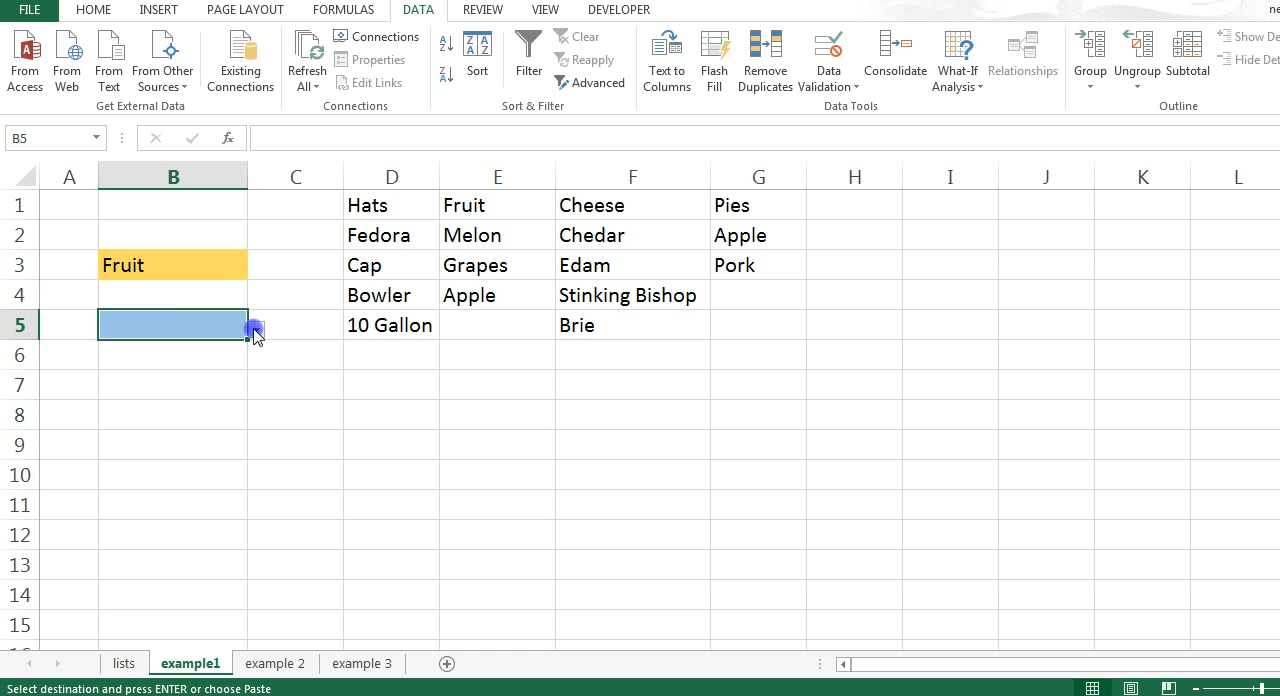 FILE HOME INSERT PAGE LAYOUT FORMULAS DATA REVIEW VIEW DEVELOPER ne
From Access
From Web
From Text
From Other Sources
Existing Connections
Get External Data
Refresh All
Connections
Properties
Edit Links
Connections
Sort
Filter
Clear
Reapply
Advanced
Sort & Filter
Text to Columns
Flash Fill
Remove Duplicates
Data Validation
Consolidate
What-If Analysis
Relationships
Data Tools
Group
Ungroup
Subtotal
Show De
Hide Det
Outline
B5 fx
A B C D E F G H I J K L
1 Hats Fruit Cheese Pies
2 Fedora Melon Chedar Apple
3 Fruit Cap Grapes Edam Pork
4 Bowler Apple Stinking Bishop
5 10 Gallon Brie
6
7
8
9
10
11
12
13
14
15
lists example1 example 2 example 3
Select destination and press ENTER or choose Paste